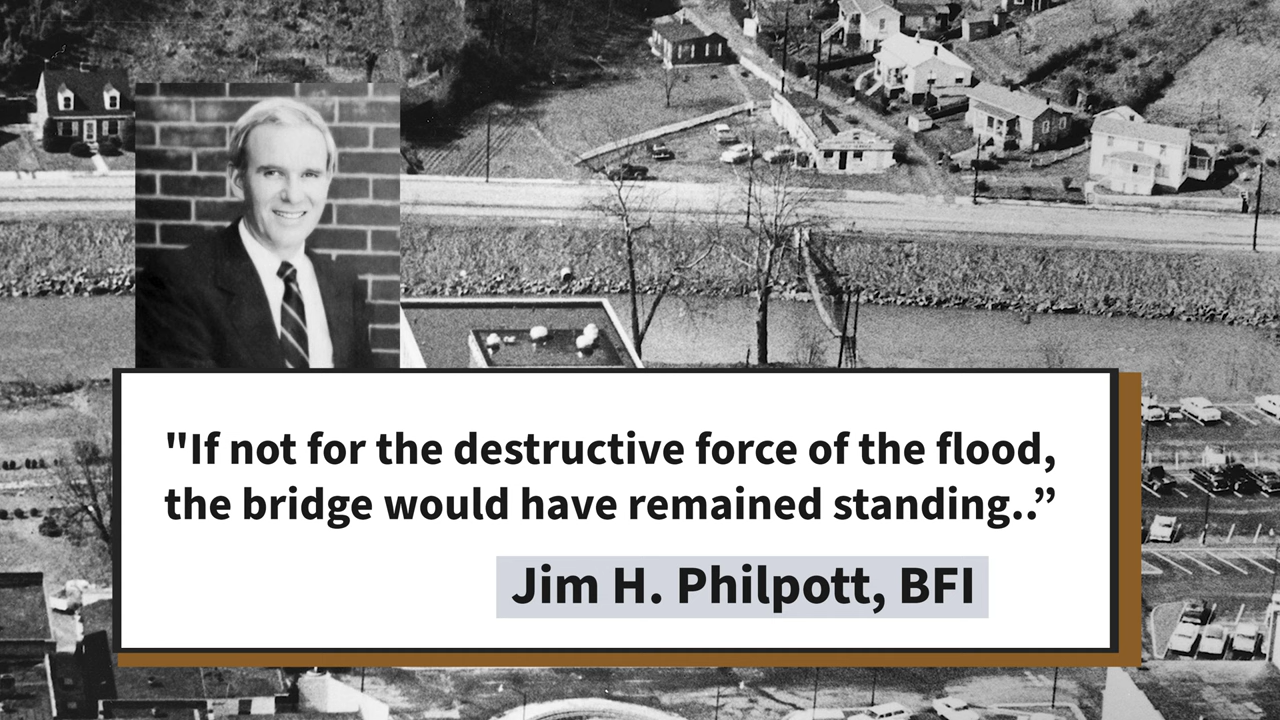 "If not for the destructive force of the flood,
the bridge would have remained standing..”
Jim H. Philpott, BFI